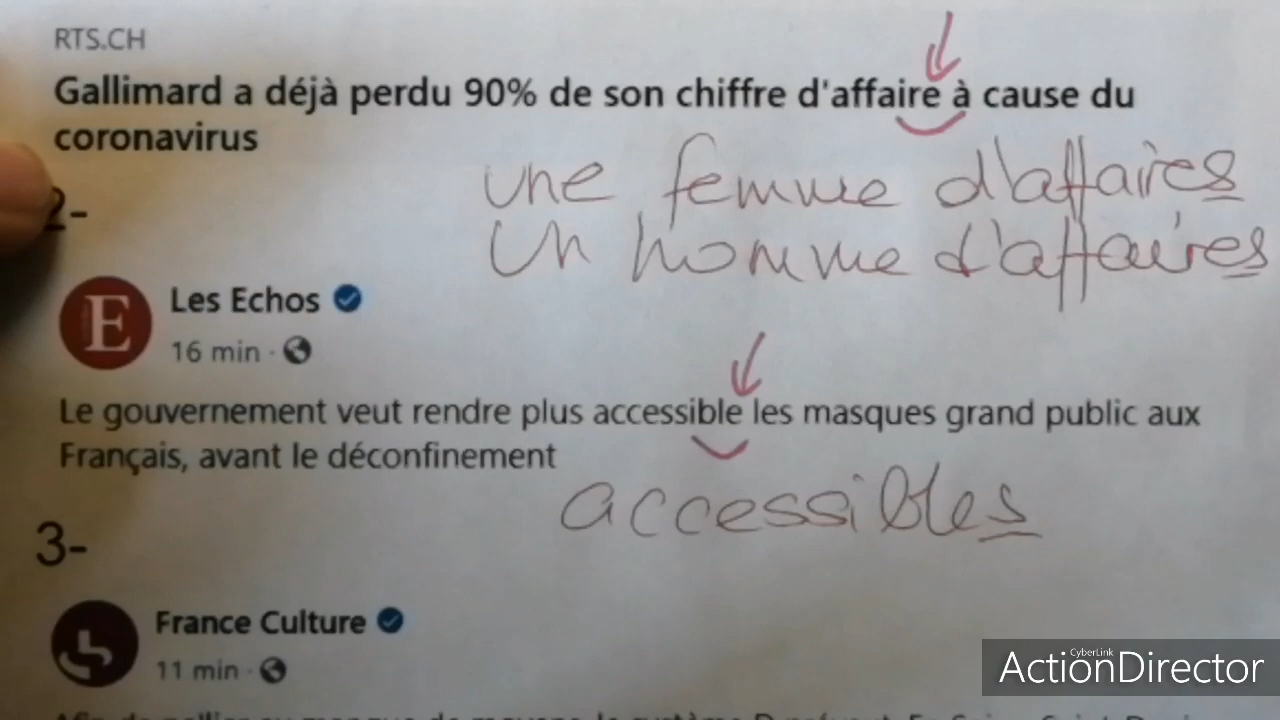 RTS.CH
Gallimard a déjà perdu 90% de son chiffre d'affaire à cause du
coronavirus
une femme d'affaires
2-
un homme d'affaires
Les Echos
16 min ·
Le gouvernement veut rendre plus accessible les masques grand public aux
Français, avant le déconfinement
accessibles
3-
France Culture
11 min ·
CyberLink
ActionDirector